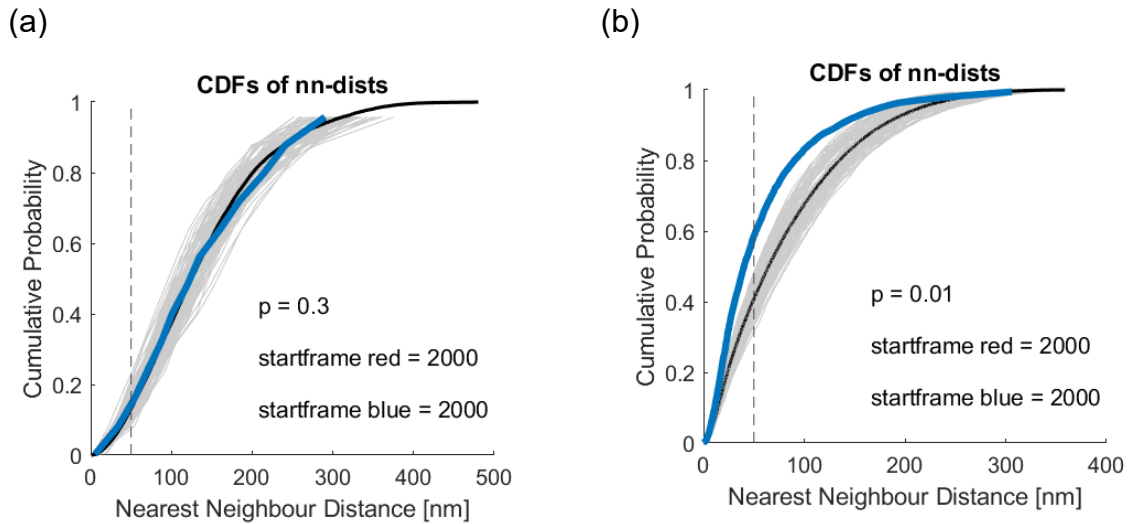 (a)
CDFs of nn-dists
Cumulative Probability
1
0.8
0.6
0.4
0.2
0
p = 0.3
startframe red = 2000
startframe blue = 2000
0 100 200 300 400 500
Nearest Neighbour Distance [nm]
(b)
CDFs of nn-dists
Cumulative Probability
1
0.8
0.6
0.4
0.2
0
p = 0.01
startframe red = 2000
startframe blue = 2000
0 100 200 300 400
Nearest Neighbour Distance [nm]